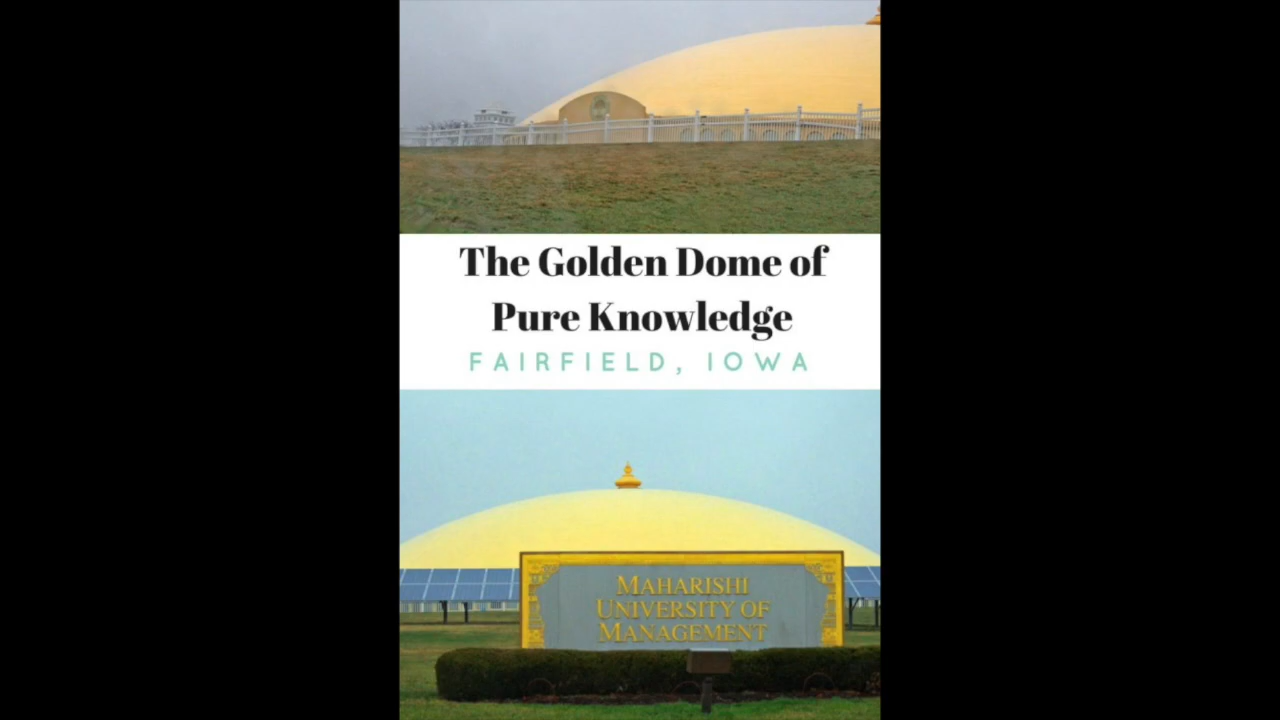 The Golden Dome of
Pure Knowledge
FAIRFIELD, IOWA
MAHARISHI
UNIVERSITY OF
MANAGEMENT